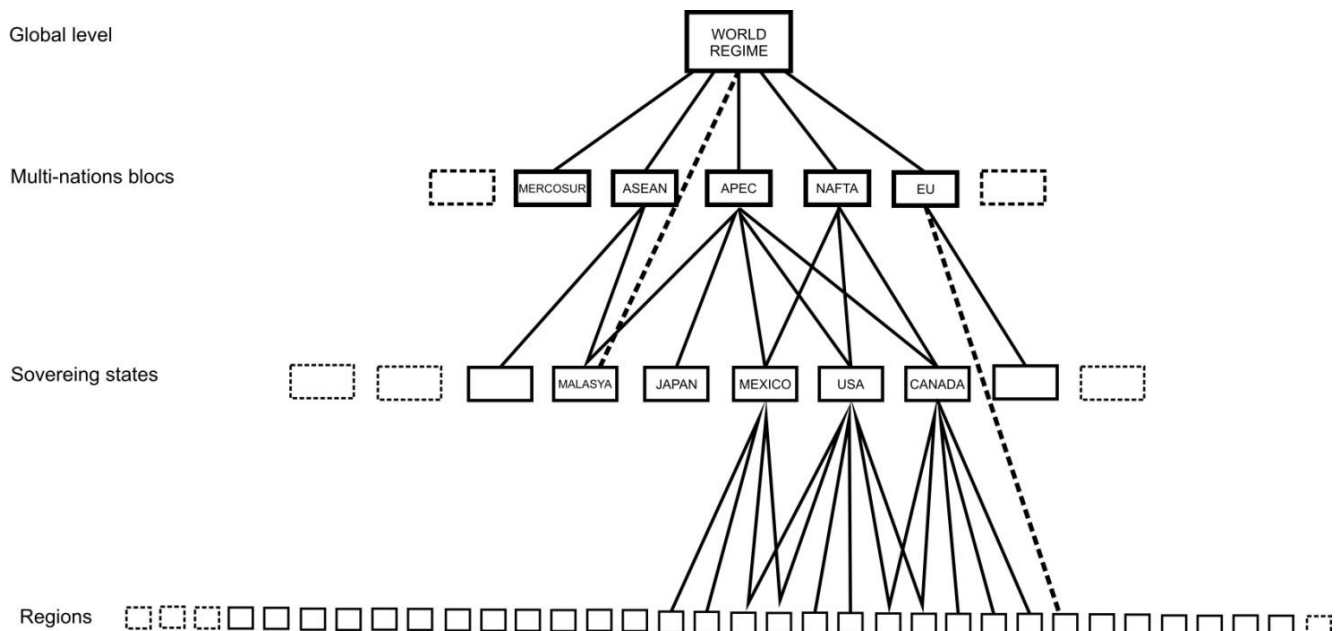 Global level
WORLD
REGIME
Multi-nations blocs
MERCOSUR
ASEAN
APEC
NAFTA
EU
Sovereing states
MALASYA
JAPAN
MEXICO
USA
CANADA
Regions